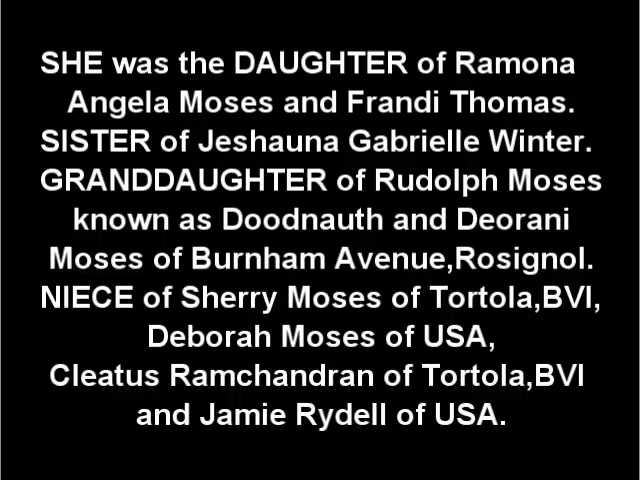 SHE was the DAUGHTER of Ramona
Angela Moses and Frandi Thomas.
SISTER of Jeshauna Gabrielle Winter.
GRANDDAUGHTER of Rudolph Moses
known as Doodnauth and Deorani
Moses of Burnham Avenue,Rosignol.
NIECE of Sherry Moses of Tortola,BVI,
Deborah Moses of USA,
Cleatus Ramchandran of Tortola,BVI
and Jamie Rydell of USA.